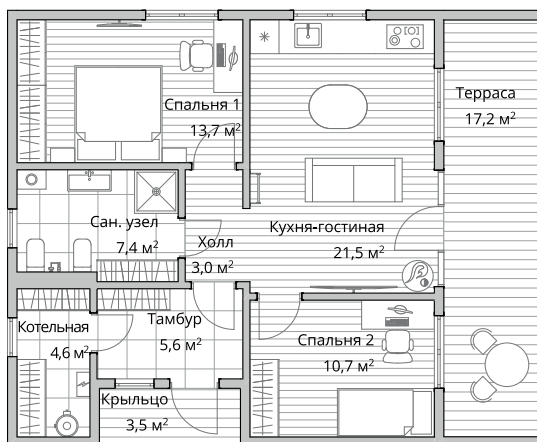 Спальня 1
13,7 м²
Терраса
17,2 м²
Сан. узел
7,4 м²
Холл
3,0 м²
Кухня-гостиная
21,5 м²
Котельная
4,6 м²
Тамбур
5,6 м²
Спальня 2
10,7 м²
Крыльцо
3,5 м²